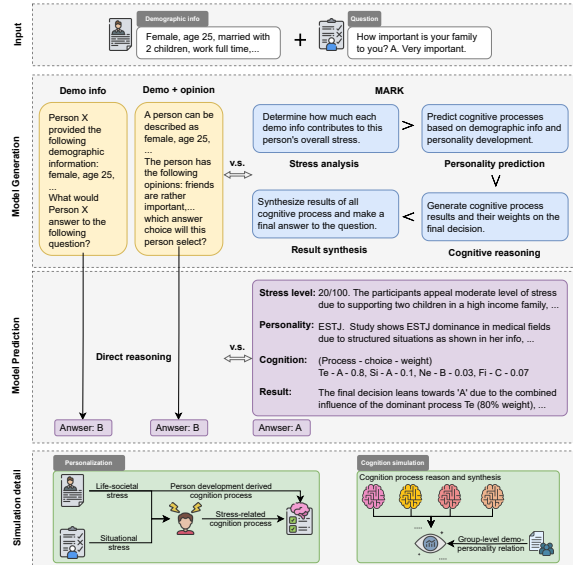 Input
Demographic info
Female, age 25, married with
2 children, work full time,...
+
Question
How important is your family
to you? A. Very important.
Model Generation
Demo info
Person X
provided the
following
demographic
information:
female, age 25,
...
What would
Person X
answer to the
following
question?
Demo + opinion
A person can be
described as
female, age 25,
...
The person has
the following
opinions: friends
are rather
important,...
which answer
choice will this
person select?
v.s.
MARK
Determine how much each
demo info contributes to this
person's overall stress.
Stress analysis
>
Predict cognitive processes
based on demographic info and
personality development.
Personality prediction
Generate cognitive process
results and their weights on the
final decision.
Cognitive reasoning
Synthesize results of all
cognitive process and make a
final answer to the question.
Result synthesis
Model Prediction
Direct reasoning
v.s.
Stress level: 20/100. The participants appeal moderate level of stress
due to supporting two children in a high income family, ...
Personality: ESTJ. Study shows ESTJ dominance in medical fields
due to structured situations as shown in her info, ...
Cognition: (Process - choice - weight)
Te - A - 0.8, Si - A - 0.1, Ne - B - 0.03, Fi - C - 0.07
Result: The final decision leans towards 'A' due to the combined
influence of the dominant process Te (80% weight), ...
Anwser: B
Anwser: B
Anwser: A
Simulation detail
Personalization
Life-societal
stress
Situational
stress
Person development derived
cognition process
Stress-related
cognition process
Cognition simulation
Cognition process reason and synthesis
....
....
Group-level demo-
personality relation